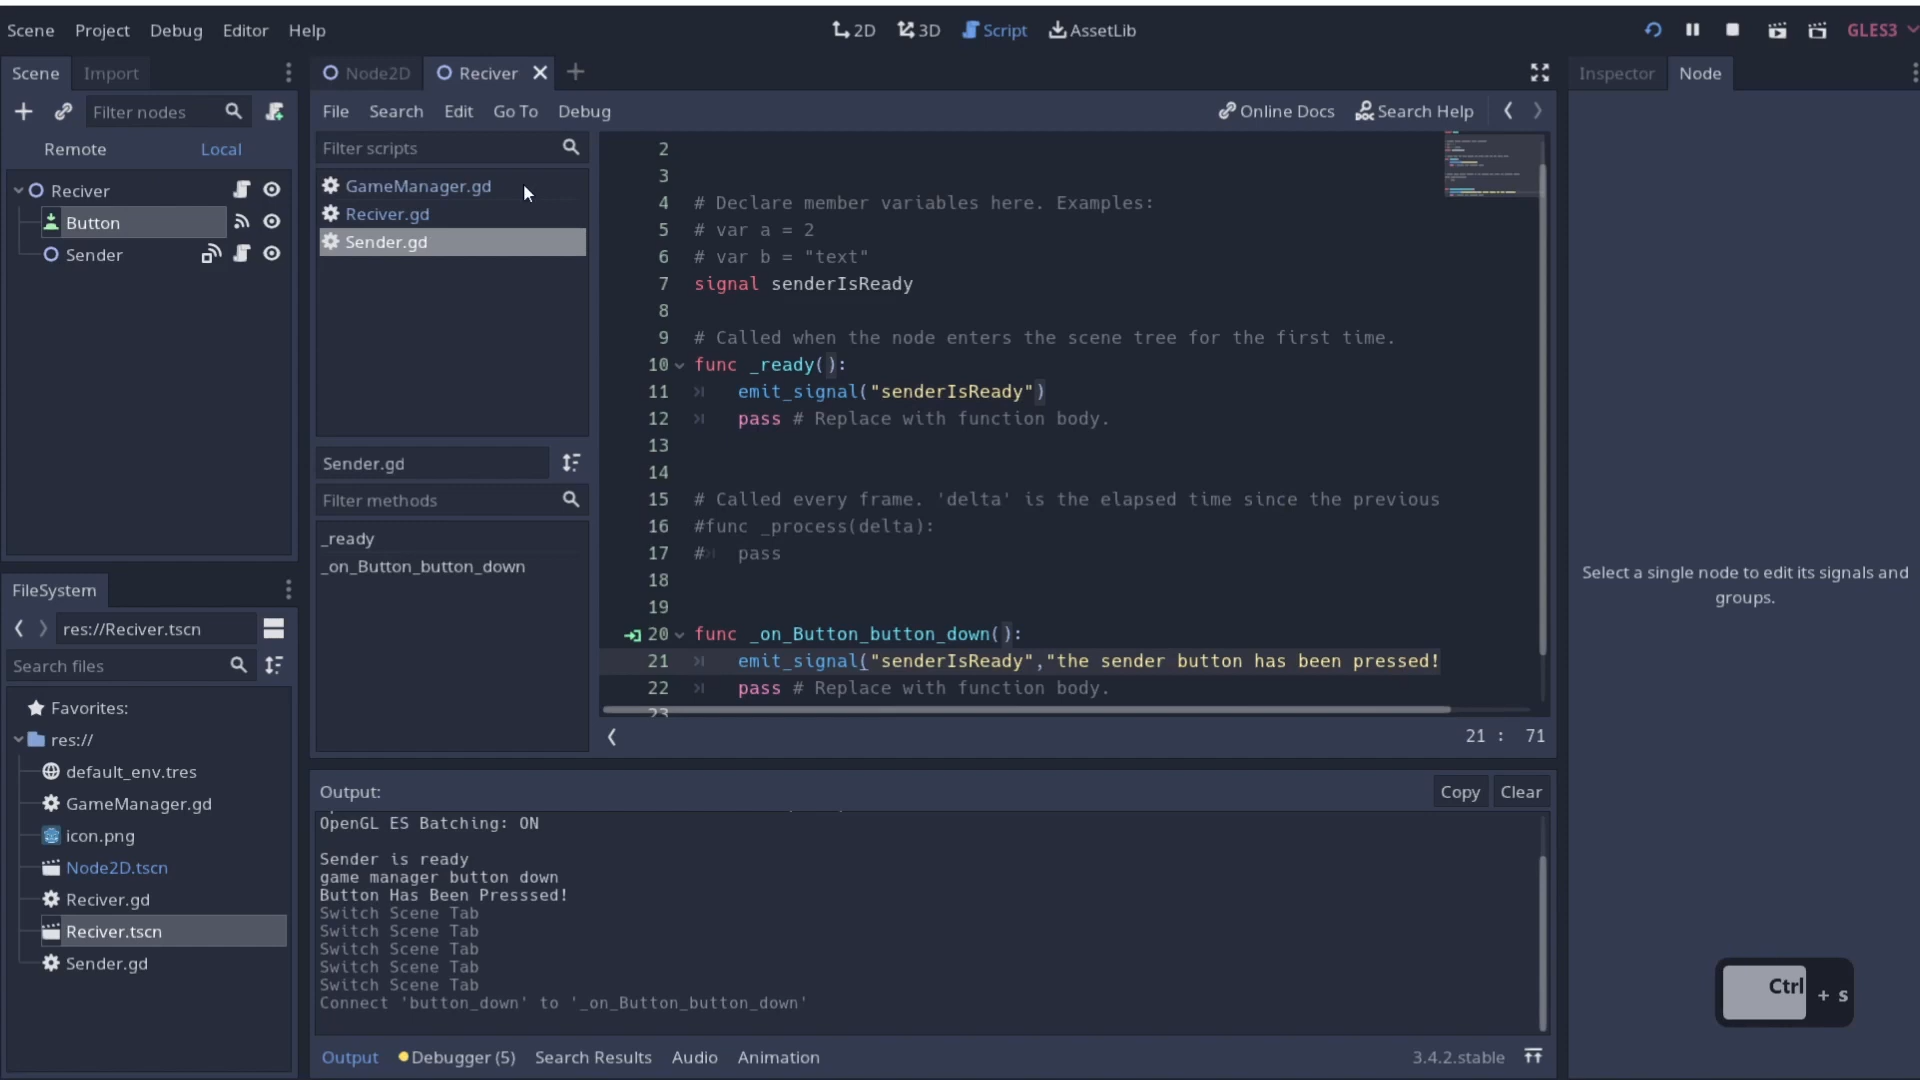 Scene Project Debug Editor Help 2D 3D Script AssetLib GLES3
Scene Import Node2D Reciver Inspector Node
Filter nodes File Search Edit Go To Debug Online Docs Search Help
Remote Local Filter scripts
Reciver
Button
Sender
GameManager.gd
Reciver.gd
Sender.gd
Sender.gd
Filter methods
_ready
_on_Button_button_down
2
3
4 # Declare member variables here. Examples:
5 # var a = 2
6 # var b = "text"
7 signal senderIsReady
8
9 # Called when the node enters the scene tree for the first time.
10 func _ready():
11 emit_signal("senderIsReady")
12 pass # Replace with function body.
13
14
15 # Called every frame. 'delta' is the elapsed time since the previous
16 #func _process(delta):
17 # pass
18
19
20 func _on_Button_button_down():
21 emit_signal("senderIsReady","the sender button has been pressed!
22 pass # Replace with function body.
23
21 : 71
Select a single node to edit its signals and
groups.
FileSystem
res://Reciver.tscn
Search files
Favorites:
res://
default_env.tres
GameManager.gd
icon.png
Node2D.tscn
Reciver.gd
Reciver.tscn
Sender.gd
Output: Copy Clear
OpenGL ES Batching: ON
Sender is ready
game manager button down
Button Has Been Presssed!
Switch Scene Tab
Switch Scene Tab
Switch Scene Tab
Switch Scene Tab
Switch Scene Tab
Connect 'button_down' to '_on_Button_button_down'
Output Debugger (5) Search Results Audio Animation 3.4.2.stable
Ctrl + s